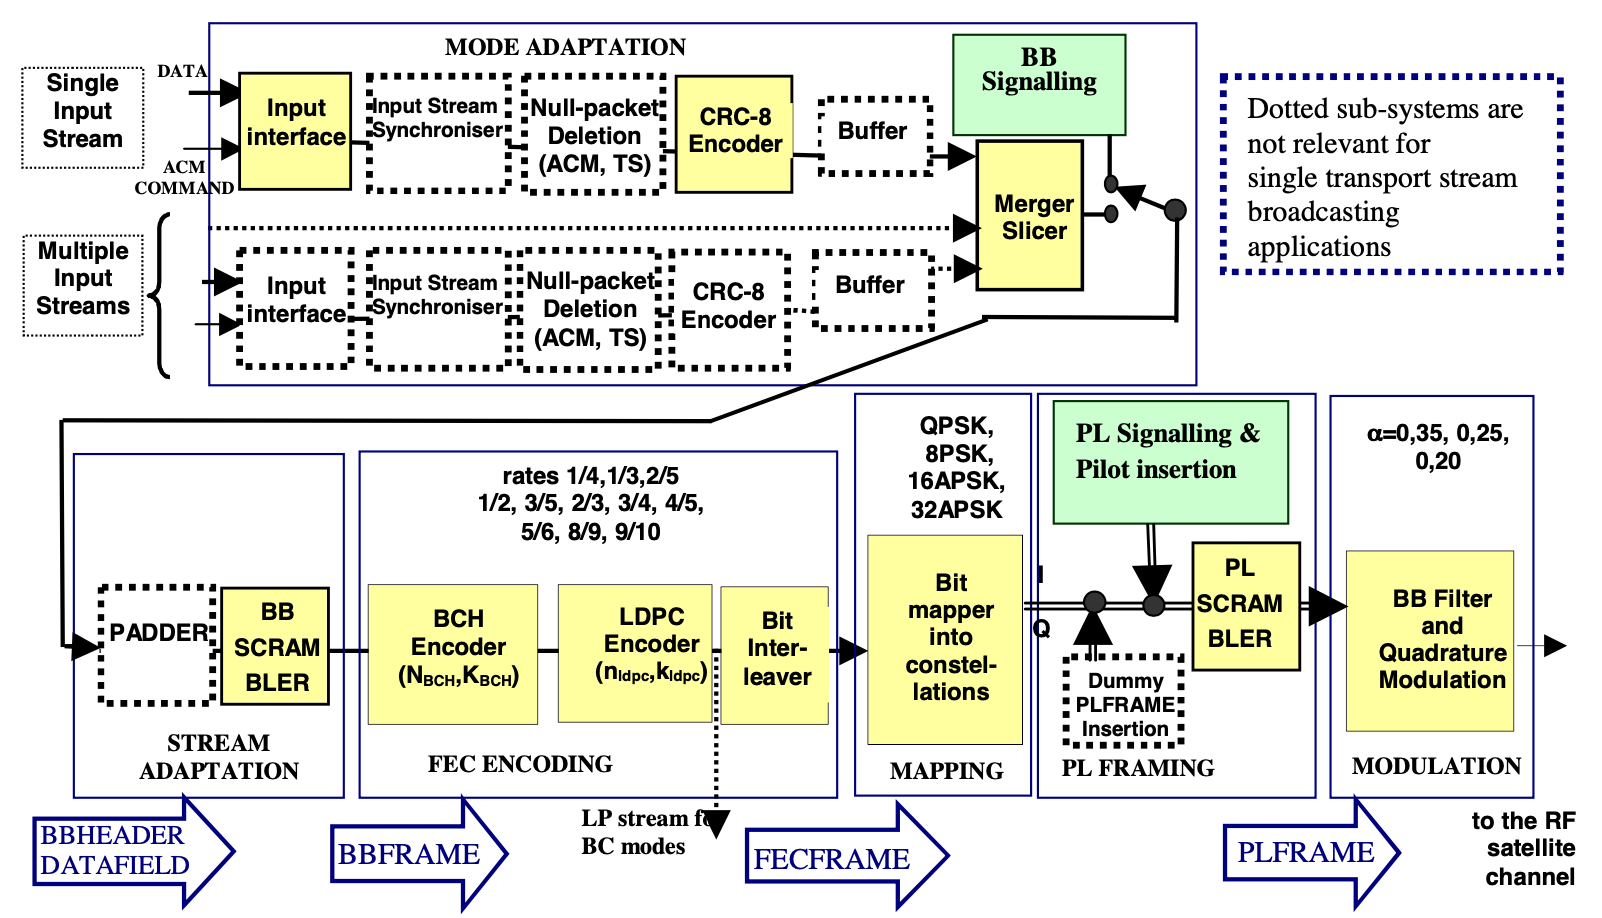 MODE ADAPTATION
BB
Signalling
Single
Input
Stream
DATA
ACM
COMMAND
Input
interface
Input Stream
Synchroniser
Null-packet
Deletion
(ACM, TS)
CRC-8
Encoder
Buffer
Merger
Slicer
Dotted sub-systems are
not relevant for
single transport stream
broadcasting
applications
Multiple
Input
Streams
Input
interface
Input Stream
Synchroniser
Null-packet
Deletion
(ACM, TS)
CRC-8
Encoder
Buffer
PADDER
BB
SCRAM
BLER
STREAM
ADAPTATION
rates 1/4,1/3,2/5
1/2, 3/5, 2/3, 3/4, 4/5,
5/6, 8/9, 9/10
BCH
Encoder
(NBCH,KBCH)
LDPC
Encoder
(nldpc,kldpc)
Bit
Inter-
leaver
FEC ENCODING
LP stream for
BC modes
QPSK,
8PSK,
16APSK,
32APSK
Bit
mapper
into
constel-
lations
MAPPING
I
Q
PL Signalling &
Pilot insertion
PL
SCRAM
BLER
Dummy
PLFRAME
Insertion
PL FRAMING
α=0,35, 0,25,
0,20
BB Filter
and
Quadrature
Modulation
MODULATION
BBHEADER
DATAFIELD
BBFRAME
FECFRAME
PLFRAME
to the RF
satellite
channel